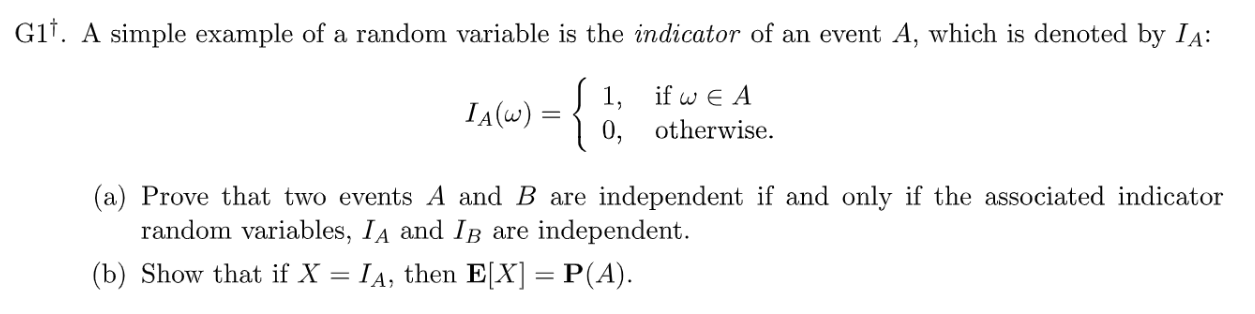 G1†. A simple example of a random variable is the indicator of an event A, which is denoted by I_A:
I_A(ω) = { 1, if ω ∈ A
0, otherwise.
(a) Prove that two events A and B are independent if and only if the associated indicator
random variables, I_A and I_B are independent.
(b) Show that if X = I_A, then E[X] = P(A).